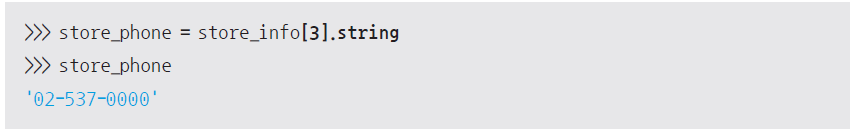 >>> store_phone = store_info[3].string
>>> store_phone
'02-537-0000'